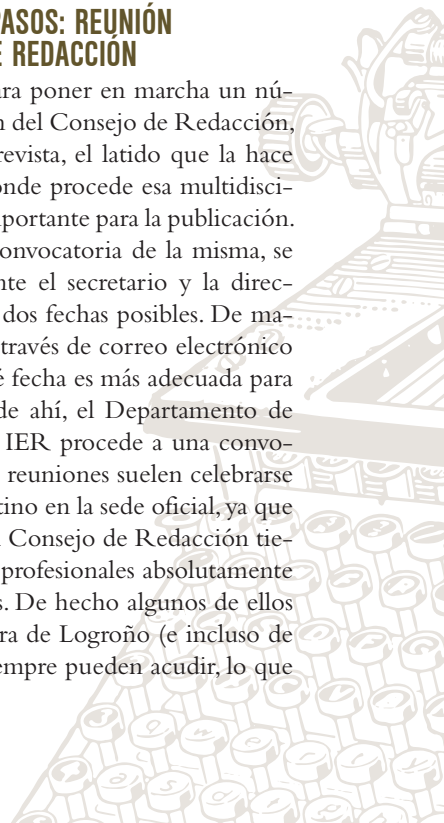 PASOS: REUNIÓN
E REDACCIÓN
ara poner en marcha un nú-
n del Consejo de Redacción,
revista, el latido que la hace
onde procede esa multidisci-
mportante para la publicación.
convocatoria de la misma, se
nte el secretario y la direc-
dos fechas posibles. De ma-
través de correo electrónico
é fecha es más adecuada para
de ahí, el Departamento de
IER procede a una convo-
reuniones suelen celebrarse
tino en la sede oficial, ya que
l Consejo de Redacción tie-
profesionales absolutamente
s. De hecho algunos de ellos
ra de Logroño (e incluso de
empre pueden acudir, lo que